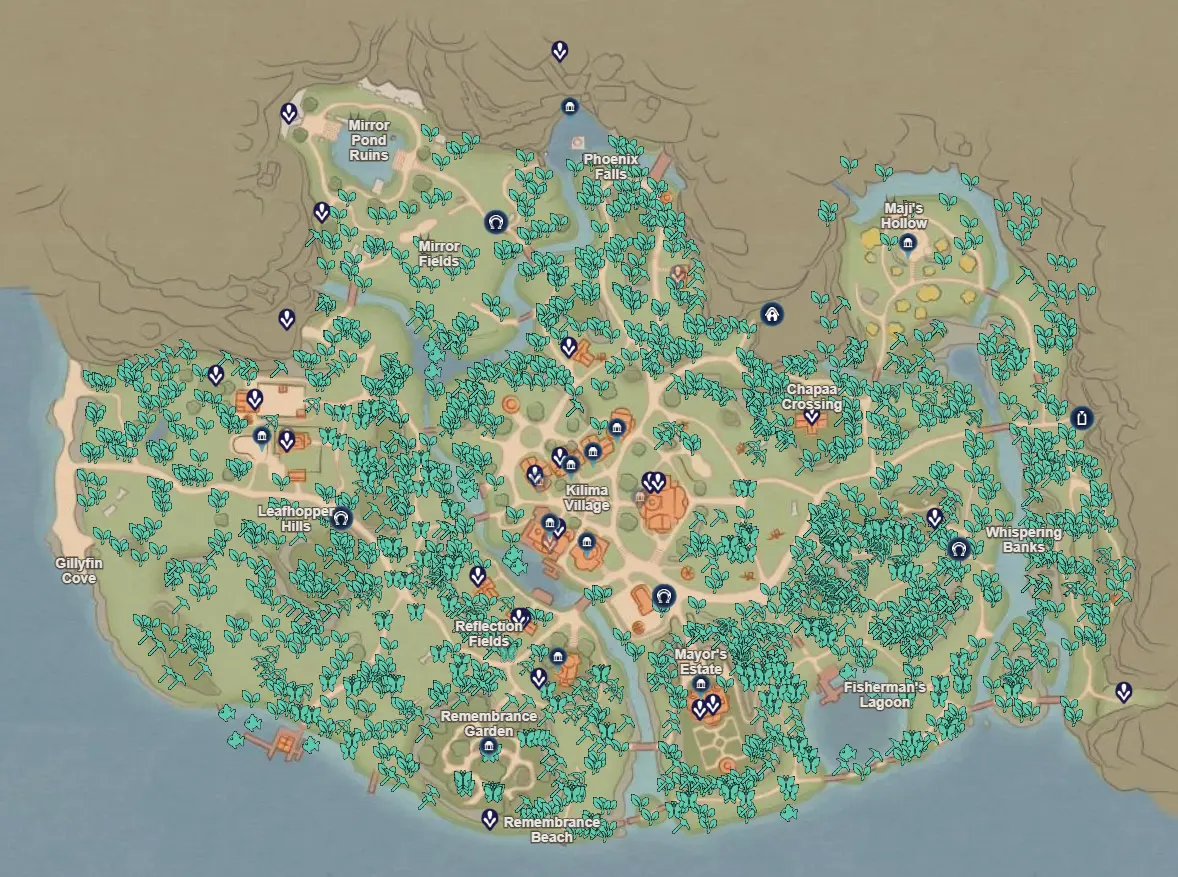 Mirror
Pond
Ruins
Phoenix
Falls
Maji's
Hollow
Mirror
Fields
Chapaa
Crossing
Kilima
Village
Leafhopper
Hills
Whispering
Banks
Gillyfin
Cove
Reflection
Fields
Mayor's
Estate
Fisherman's
Lagoon
Remembrance
Garden
Remembrance
Beach